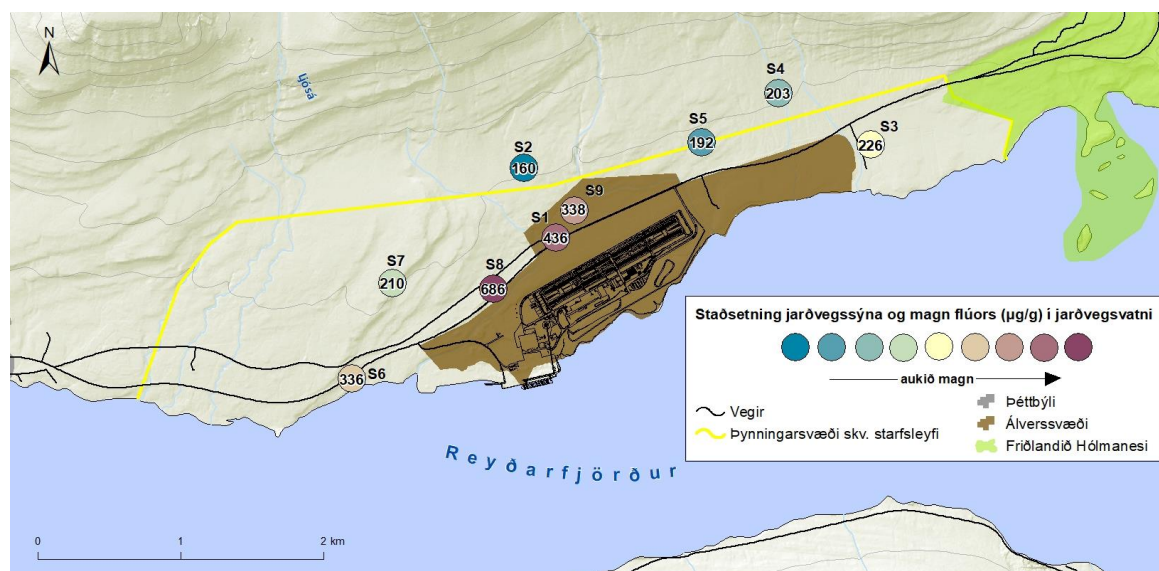 N
Ljósá
S4
203
S5
192
S3
226
S2
160
S9
338
S1
436
S7
210
S8
686
S6
336
Reyðarfjörður
0 1 2 km
Staðsetning jarðvegssýna og magn flúors (µg/g) í jarðvegsvatni
aukið magn
Vegir
Þynningarsvæði skv. starfsleyfi
Þéttbýli
Álverssvæði
Friðlandið Hólmanesi